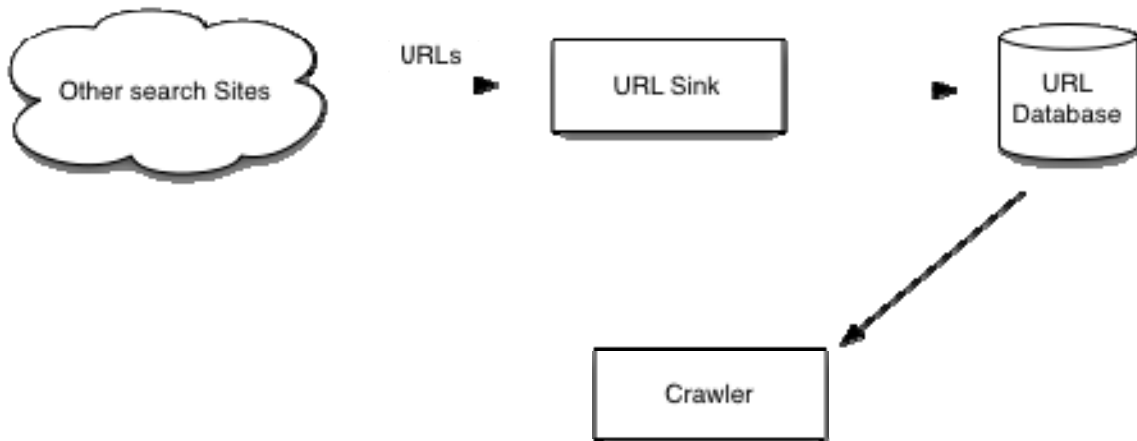 Other search Sites
URLs
URL Sink
URL
Database
Crawler